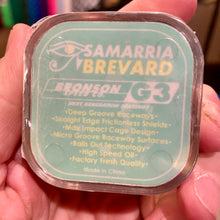 SAMARRIA
BREVARD
BRONSON G3
NEXT GENERATION BEARINGS
•Deep Groove Raceways•
•Straight Edge Frictionless Shields•
•Max Impact Cage Design•
•Micro Groove Raceway Surfaces•
•Balls Out Technology•
•High Speed Oil•
•Factory Fresh Quality•
Made in China